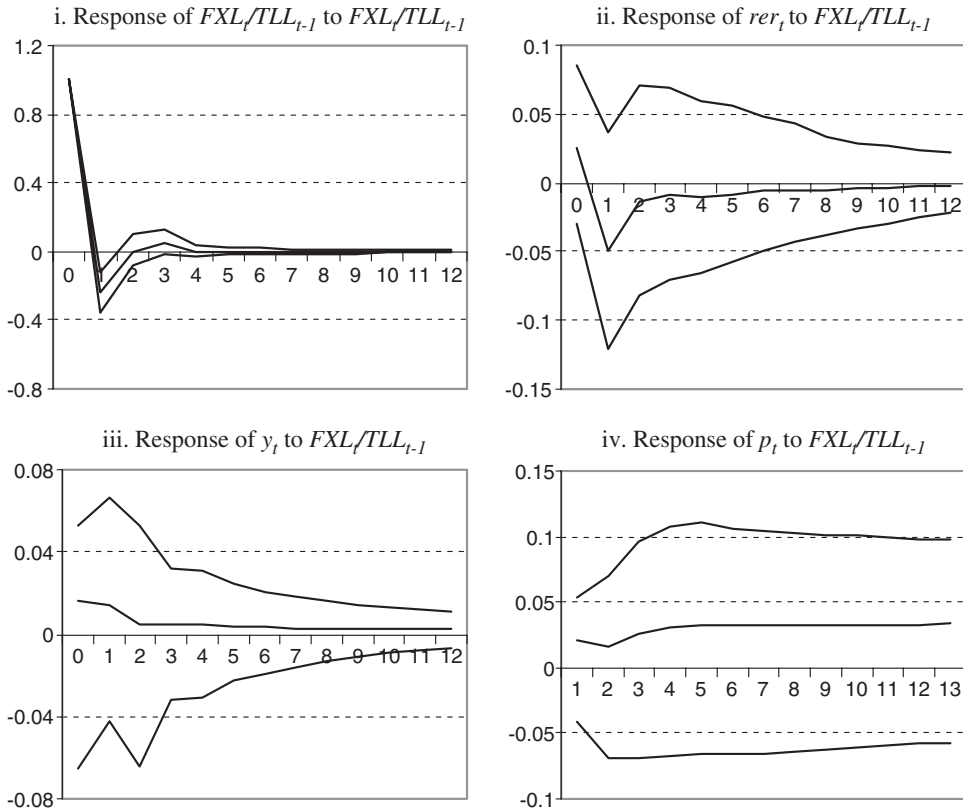 i. Response of FXLt/TLLt-1 to FXLt/TLLt-1
1.2
0.8
0.4
0
-0.4
-0.8
0 1 2 3 4 5 6 7 8 9 10 11 12
ii. Response of rert to FXLt/TLLt-1
0.1
0.05
0
-0.05
-0.1
-0.15
0 1 2 3 4 5 6 7 8 9 10 11 12
iii. Response of yt to FXLt/TLLt-1
0.08
0.04
0
-0.04
-0.08
0 1 2 3 4 5 6 7 8 9 10 11 12
iv. Response of pt to FXLt/TLLt-1
0.15
0.1
0.05
0
-0.05
-0.1
1 2 3 4 5 6 7 8 9 10 11 12 13